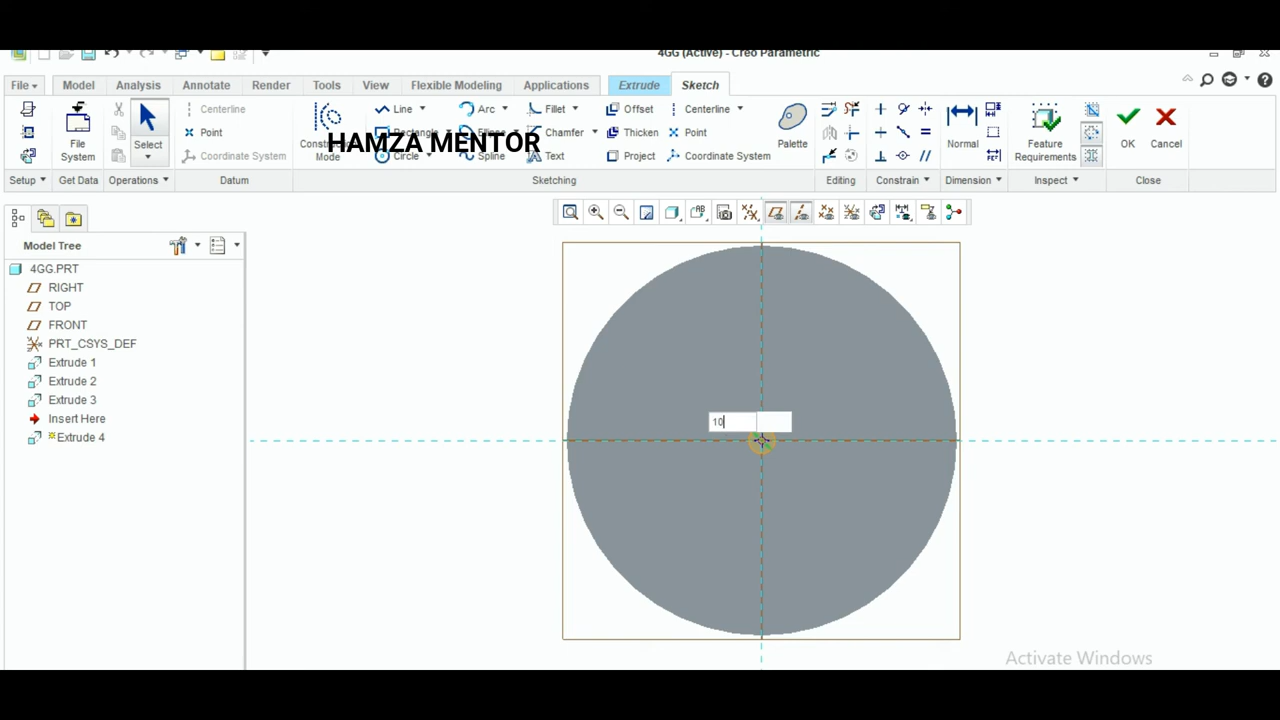 4GG (Active) - Creo Parametric
File Model Analysis Annotate Render Tools View Flexible Modeling Applications Extrude Sketch
Centerline Line Arc Fillet Offset Centerline
Point Rectangle Chamfer Thicken Point
HAMZA MENTOR
File System Select Coordinate System Mode Circle Spline Text Project Coordinate System Palette Normal Feature Requirements OK Cancel
Setup Get Data Operations Datum Sketching Editing Constrain Dimension Inspect Close
Model Tree
4GG.PRT
RIGHT
TOP
FRONT
PRT_CSYS_DEF
Extrude 1
Extrude 2
Extrude 3
Insert Here
Extrude 4
10
Activate Windows